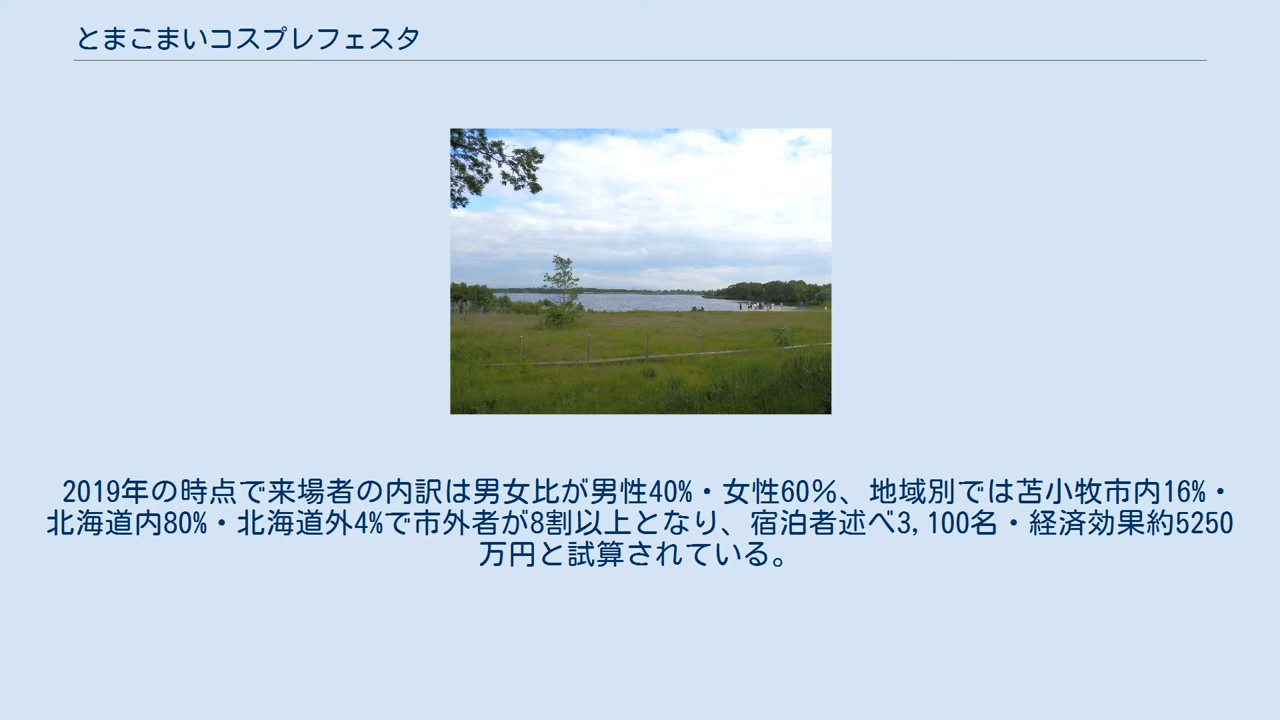 とまこまいコスプレフェスタ
2019年の時点で来場者の内訳は男女比が男性40%・女性60％、地域別では苫小牧市内16%・
北海道内80%・北海道外4%で市外者が8割以上となり、宿泊者述べ3,100名・経済効果約5250
万円と試算されている。